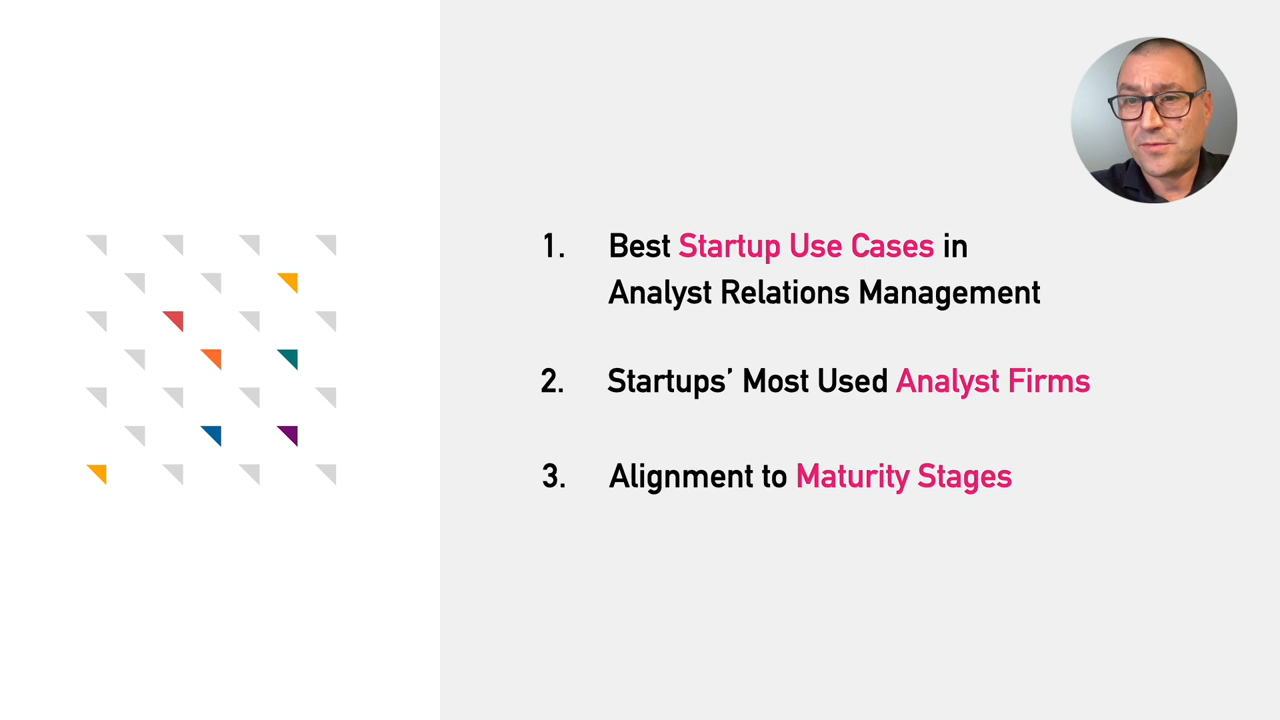 1. Best Startup Use Cases in
Analyst Relations Management
2. Startups’ Most Used Analyst Firms
3. Alignment to Maturity Stages